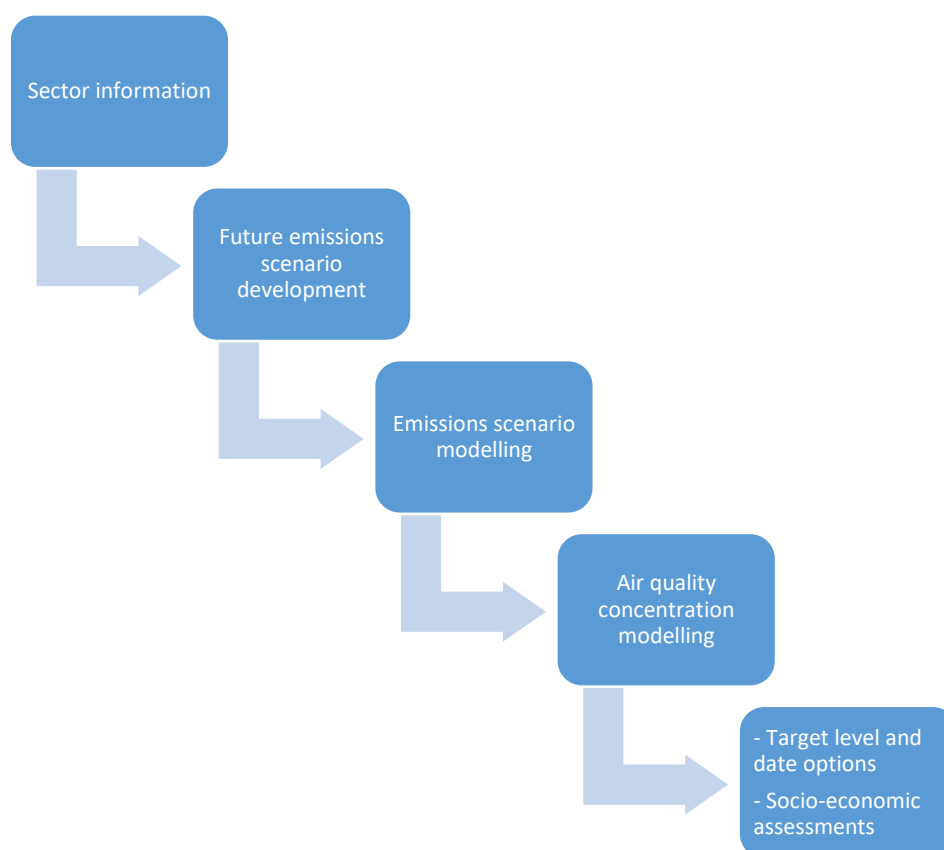 Sector information
Future emissions
scenario
development
Emissions scenario
modelling
Air quality
concentration
modelling
- Target level and
date options
- Socio-economic
assessments